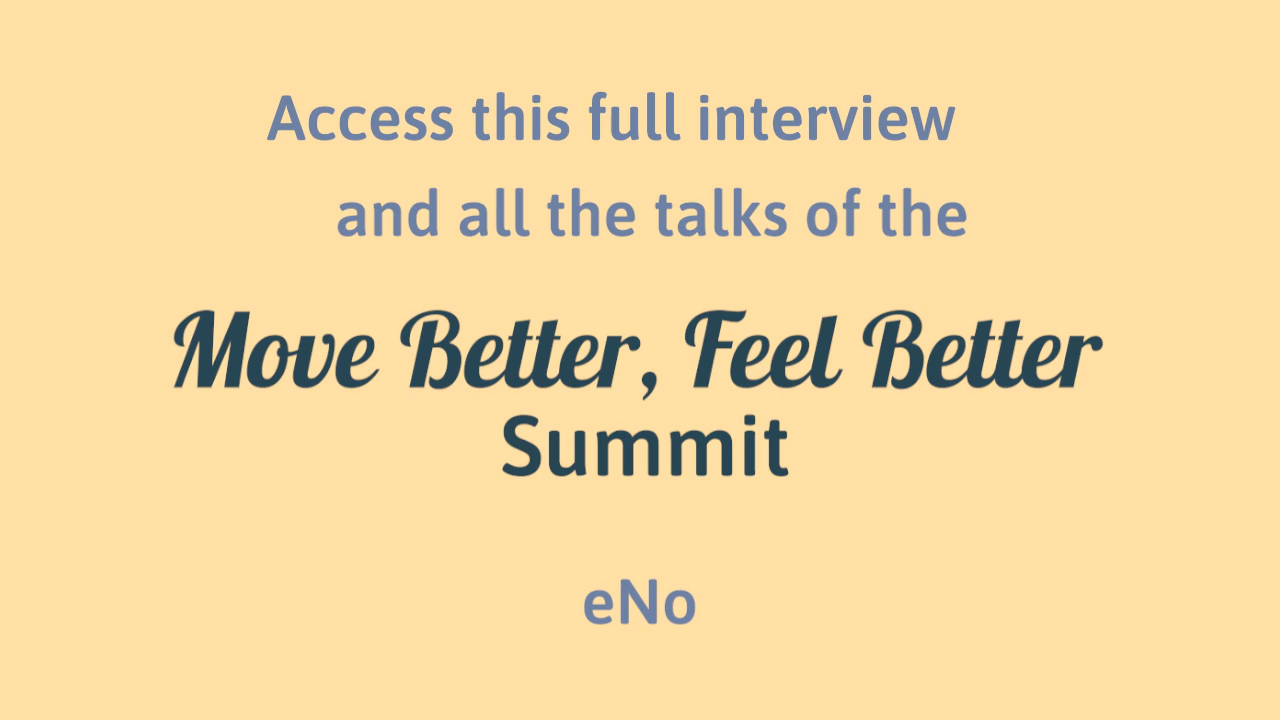 Access this full interview
and all the talks of the
Move Better, Feel Better
Summit
eNo